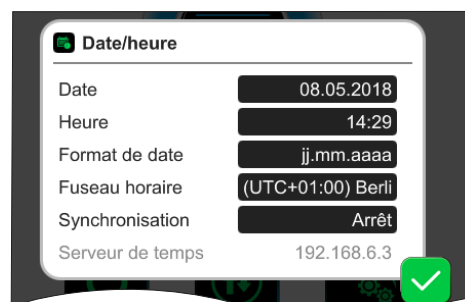 Date/heure
Date 08.05.2018
Heure 14:29
Format de date jj.mm.aaaa
Fuseau horaire (UTC+01:00) Berli
Synchronisation Arrêt
Serveur de temps 192.168.6.3